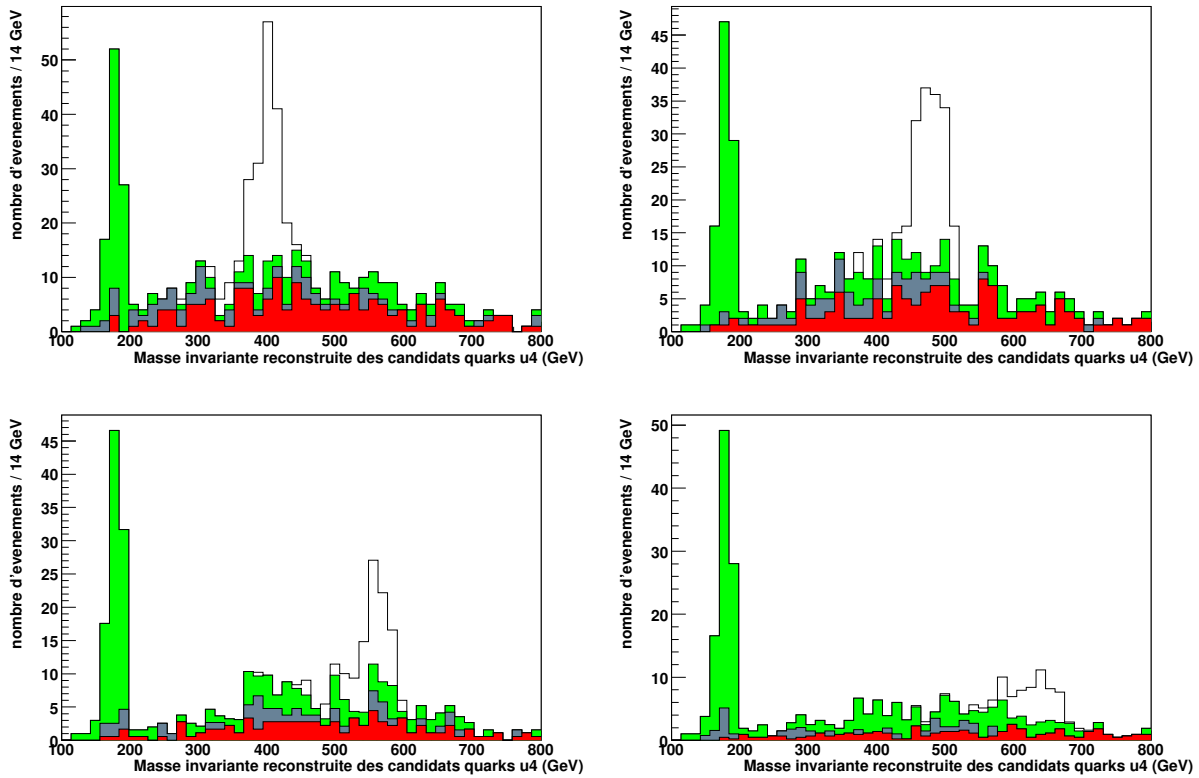 nombre d'evenements / 14 GeV
50
40
30
20
10
0
100 200 300 400 500 600 700 800
Masse invariante reconstruite des candidats quarks u4 (GeV)
nombre d'evenements / 14 GeV
45
40
35
30
25
20
15
10
5
0
100 200 300 400 500 600 700 800
Masse invariante reconstruite des candidats quarks u4 (GeV)
nombre d'evenements / 14 GeV
45
40
35
30
25
20
15
10
5
0
100 200 300 400 500 600 700 800
Masse invariante reconstruite des candidats quarks u4 (GeV)
nombre d'evenements / 14 GeV
50
40
30
20
10
0
100 200 300 400 500 600 700 800
Masse invariante reconstruite des candidats quarks u4 (GeV)